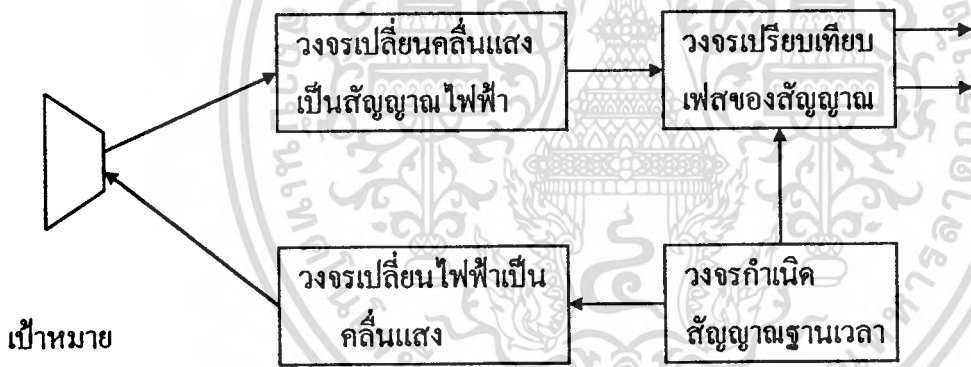 วงจรเปลี่ยนคลื่นแสง
เป็นสัญญาณไฟฟ้า
วงจรเปรียบเทียบ
เฟสของสัญญาณ
วงจรเปลี่ยนไฟฟ้าเป็น
คลื่นแสง
วงจรกำเนิด
สัญญาณฐานเวลา
เป้าหมาย